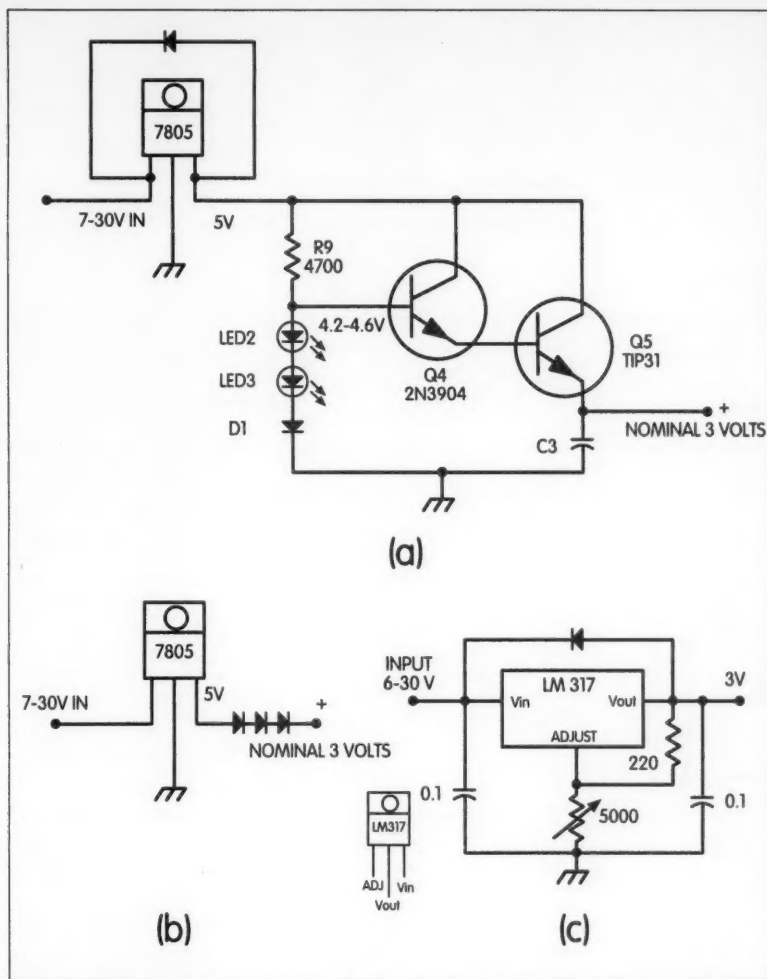 7805
7-30V IN
5V
R9
4700
LED2
4.2-4.6V
LED3
D1
Q4
2N3904
Q5
TIP31
+
NOMINAL 3 VOLTS
C3
(a)
7805
7-30V IN
5V
+
NOMINAL 3 VOLTS
(b)
INPUT
6-30 V
LM 317
3V
Vin
Vout
ADJUST
220
0.1
5000
0.1
LM317
ADJ
Vin
Vout
(c)